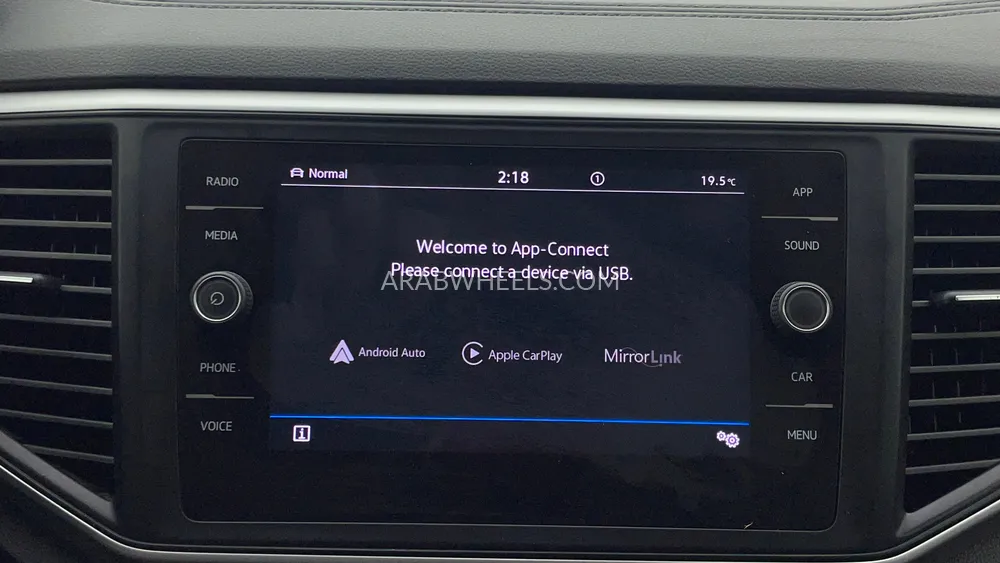 RADIO
MEDIA
PHONE
VOICE
Normal 2:18 1 19.5°C
Welcome to App-Connect
Please connect a device via USB.
ARABWHEELS.COM
Android Auto Apple CarPlay MirrorLink
i
APP
SOUND
CAR
MENU